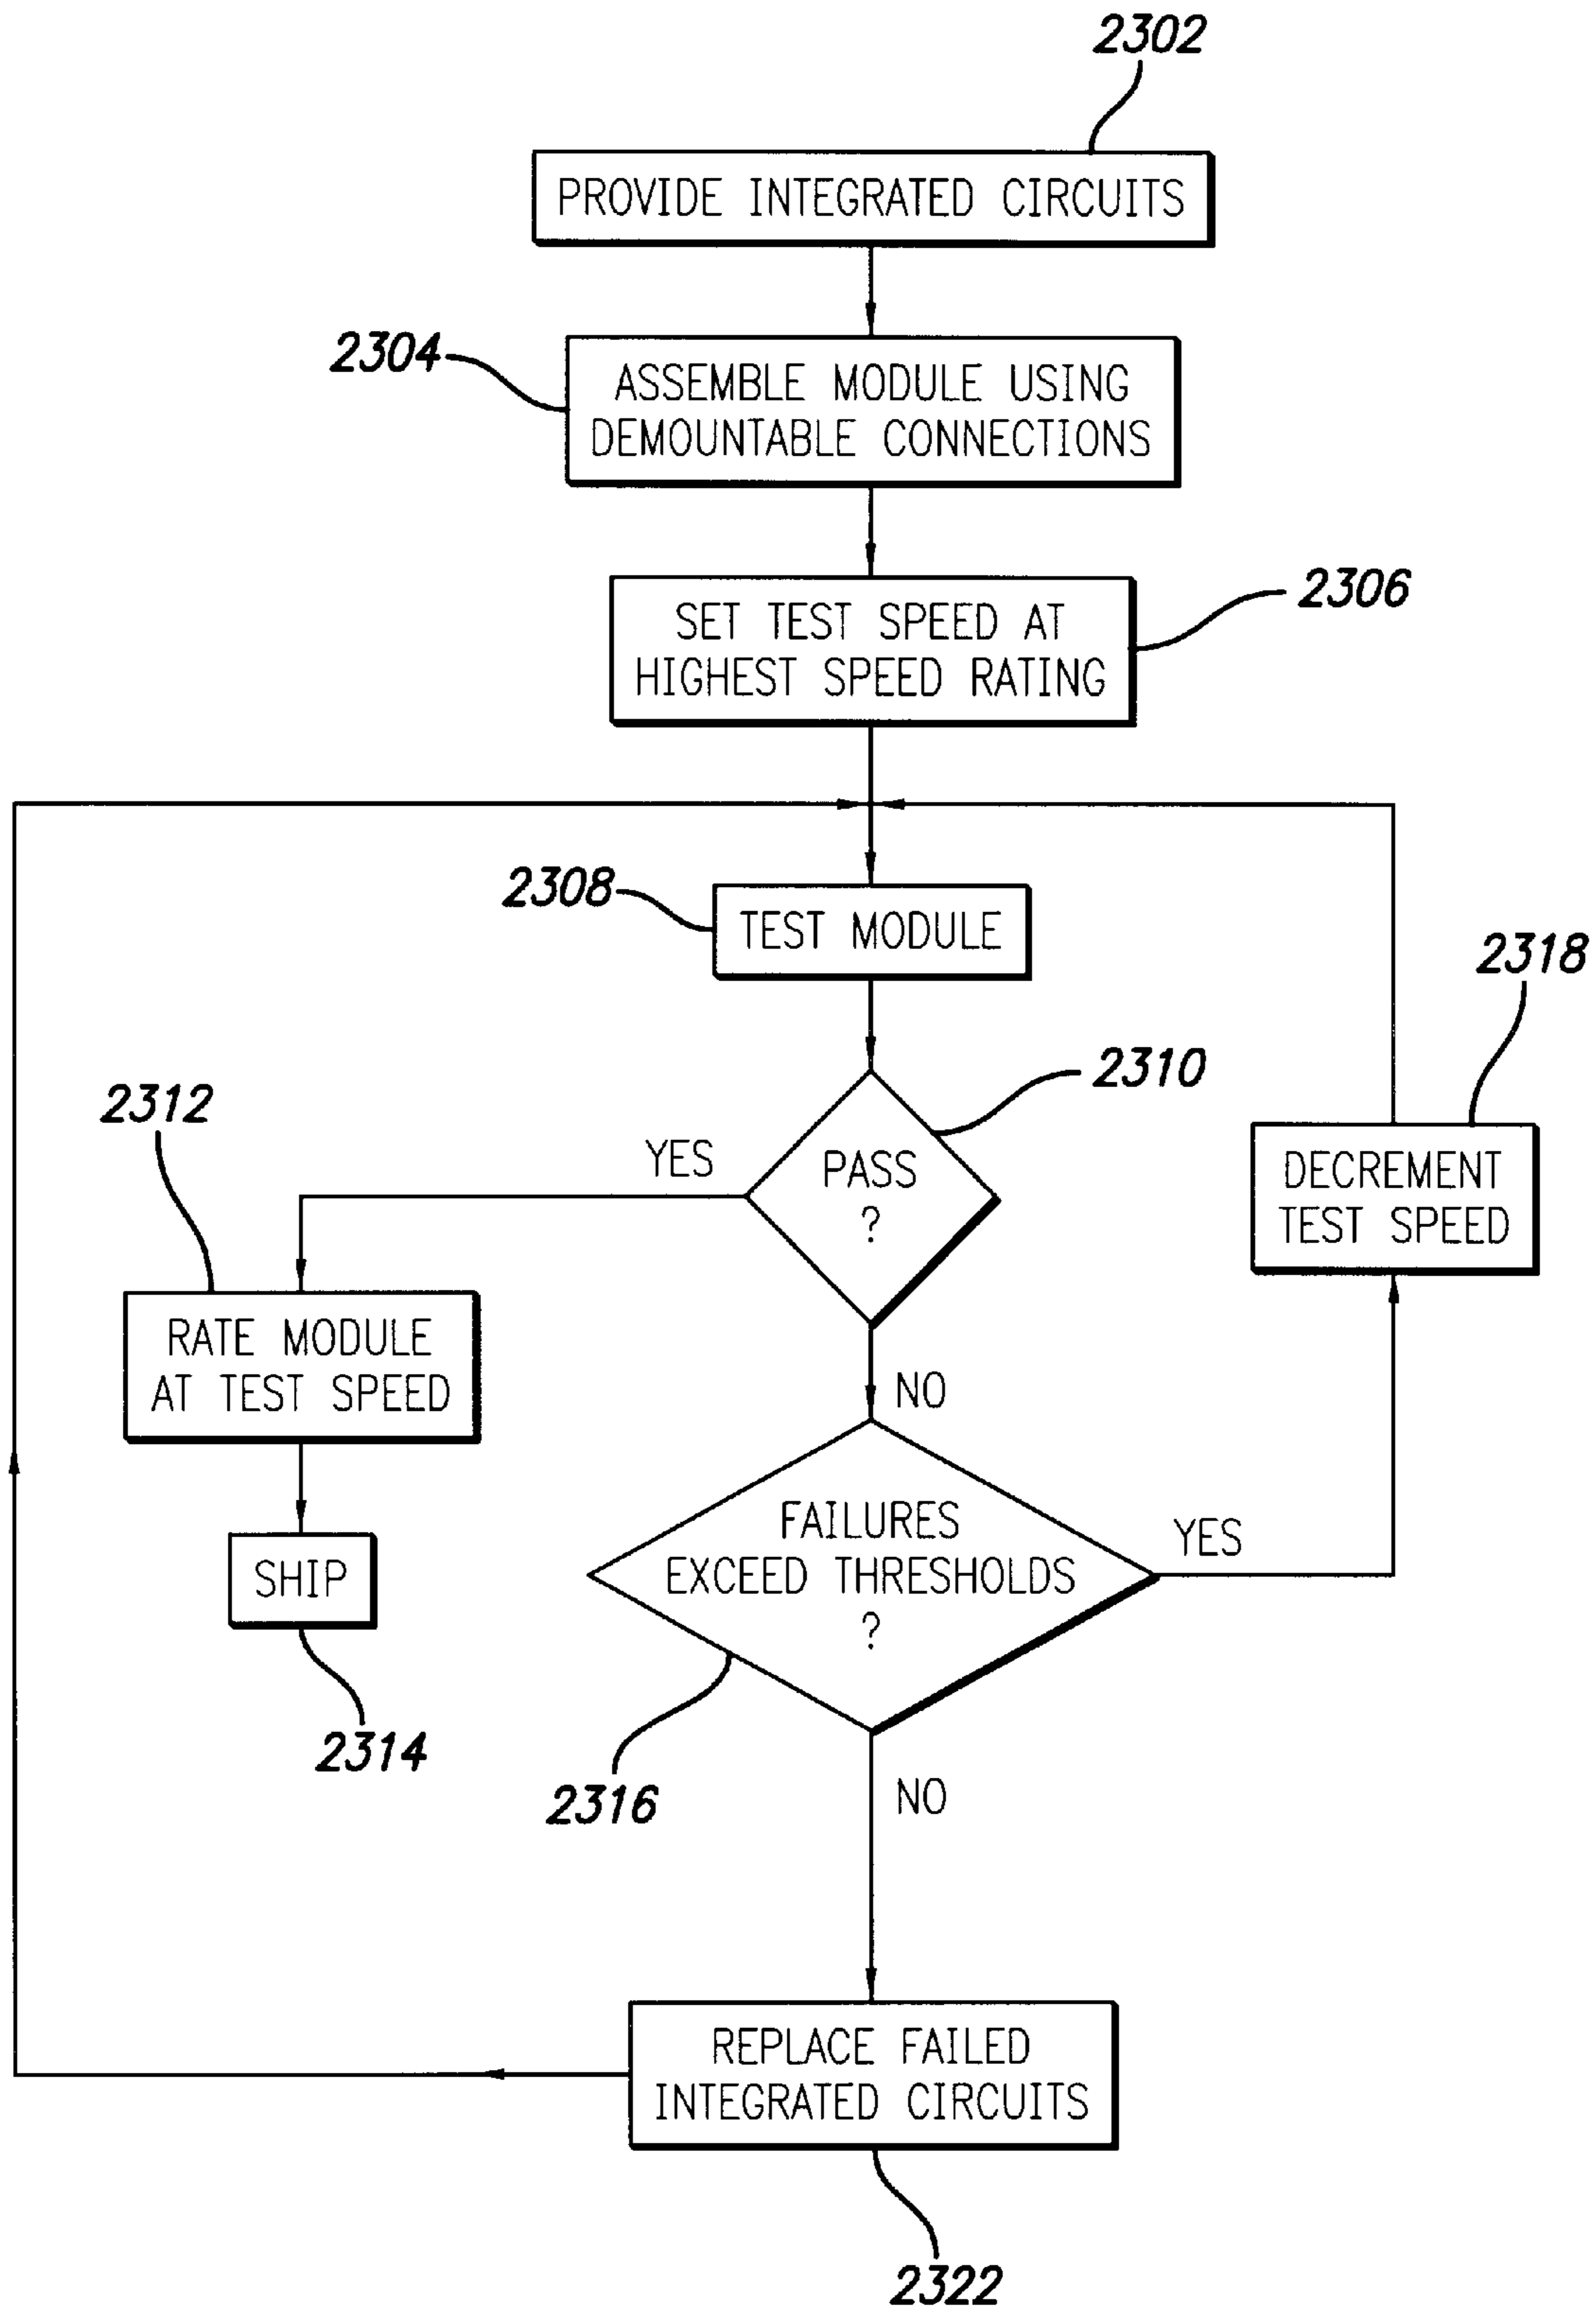 2302
PROVIDE INTEGRATED CIRCUITS
2304
ASSEMBLE MODULE USING
DEMOUNTABLE CONNECTIONS
2306
SET TEST SPEED AT
HIGHEST SPEED RATING
2308
TEST MODULE
2318
2310
2312
YES
PASS
?
DECREMENT
TEST SPEED
RATE MODULE
AT TEST SPEED
NO
FAILURES
EXCEED THRESHOLDS
?
YES
SHIP
2314
2316
NO
REPLACE FAILED
INTEGRATED CIRCUITS
2322